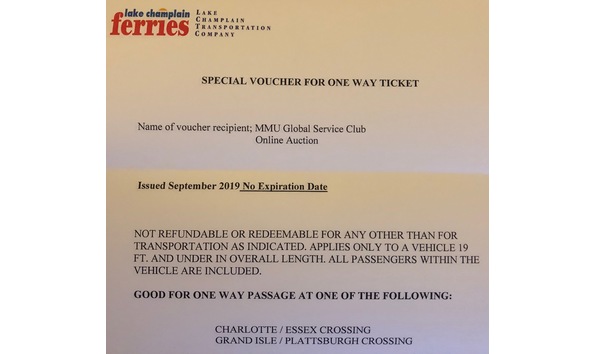 lake champlain
ferries
LAKE
CHAMPLAIN
TRANSPORTATION
COMPANY
SPECIAL VOUCHER FOR ONE WAY TICKET
Name of voucher recipient; MMU Global Service Club
Online Auction
Issued September 2019 No Expiration Date
NOT REFUNDABLE OR REDEEMABLE FOR ANY OTHER THAN FOR
TRANSPORTATION AS INDICATED. APPLIES ONLY TO A VEHICLE 19
FT. AND UNDER IN OVERALL LENGTH. ALL PASSENGERS WITHIN THE
VEHICLE ARE INCLUDED.
GOOD FOR ONE WAY PASSAGE AT ONE OF THE FOLLOWING:
CHARLOTTE / ESSEX CROSSING
GRAND ISLE / PLATTSBURGH CROSSING